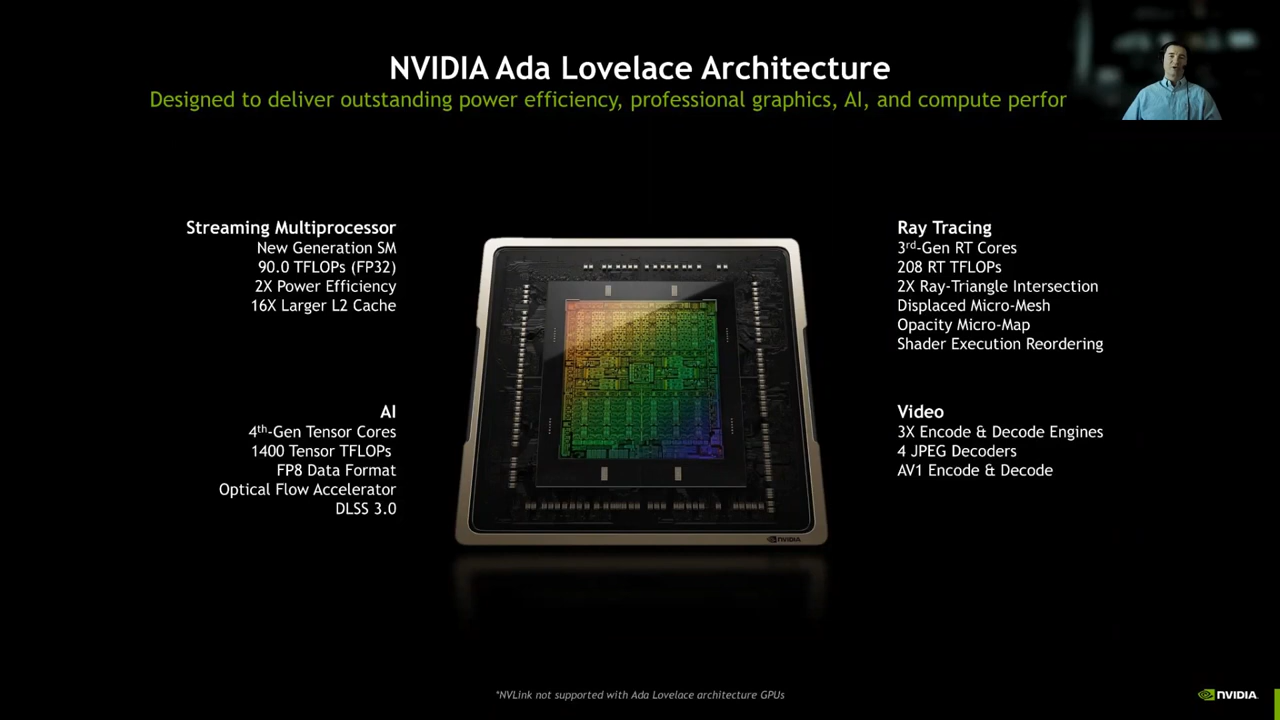 NVIDIA Ada Lovelace Architecture
Designed to deliver outstanding power efficiency, professional graphics, AI, and compute perfor
Streaming Multiprocessor
New Generation SM
90.0 TFLOPs (FP32)
2X Power Efficiency
16X Larger L2 Cache
AI
4th-Gen Tensor Cores
1400 Tensor TFLOPs
FP8 Data Format
Optical Flow Accelerator
DLSS 3.0
Ray Tracing
3rd-Gen RT Cores
208 RT TFLOPs
2X Ray-Triangle Intersection
Displaced Micro-Mesh
Opacity Micro-Map
Shader Execution Reordering
Video
3X Encode & Decode Engines
4 JPEG Decoders
AV1 Encode & Decode
NVIDIA
*NVLink not supported with Ada Lovelace architecture GPUs
NVIDIA.